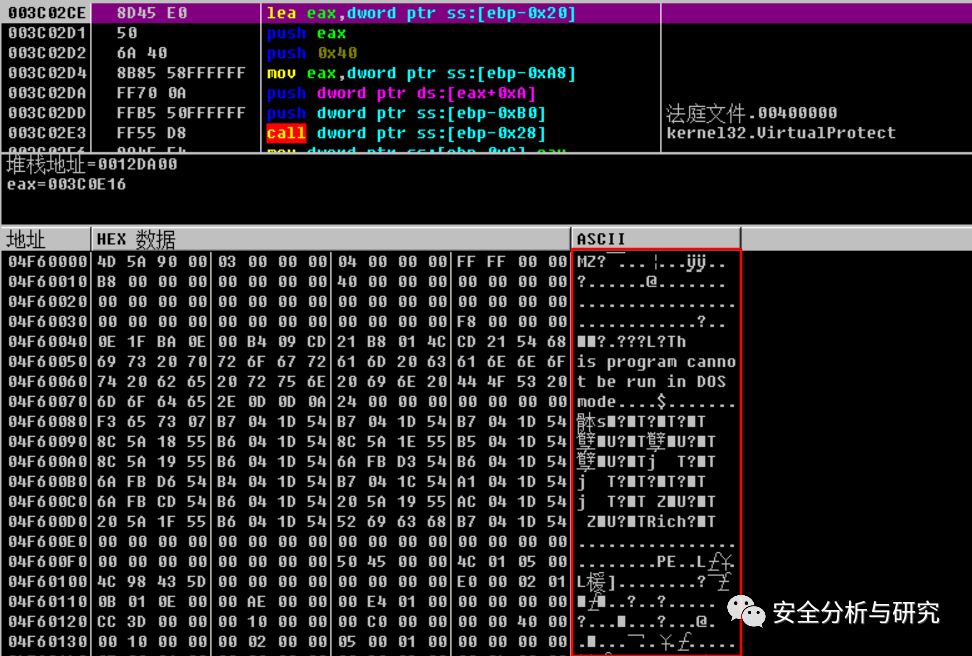 003C02CE 8D45 E0 lea eax,dword ptr ss:[ebp-0x20]
003C02D1 50 push eax
003C02D2 6A 40 push 0x40
003C02D4 8B85 58FFFFFF mov eax,dword ptr ss:[ebp-0xA8]
003C02DA FF70 0A push dword ptr ds:[eax+0xA]
003C02DD FFB5 50FFFFFF push dword ptr ss:[ebp-0xB0] 法庭文件.00400000
003C02E3 FF55 D8 call dword ptr ss:[ebp-0x28] kernel32.VirtualProtect
堆栈地址=0012DA00
eax=003C0E16
地址 HEX 数据 ASCII
04F60000 4D 5A 90 00 03 00 00 00 04 00 00 00 FF FF 00 00 MZ?
04F60010 B8 00 00 00 00 00 00 00 40 00 00 00 00 00 00 00 ?......@.......
04F60020 00 00 00 00 00 00 00 00 00 00 00 00 00 00 00 00 ................
04F60030 00 00 00 00 00 00 00 00 00 00 00 00 F8 00 00 00 ............?..
04F60040 0E 1F BA 0E 00 B4 09 CD 21 B8 01 4C CD 21 54 68 ?.???L?Th
04F60050 69 73 20 70 72 6F 67 72 61 6D 20 63 61 6E 6E 6F is program canno
04F60060 74 20 62 65 20 72 75 6E 20 69 6E 20 44 4F 53 20 t be run in DOS
04F60070 6D 6F 64 65 2E 0D 0D 0A 24 00 00 00 00 00 00 00 mode....$.......
04F60080 F3 65 73 07 B7 04 1D 54 B7 04 1D 54 B7 04 1D 54
04F60090 8C 5A 18 55 B6 04 1D 54 8C 5A 1E 55 B5 04 1D 54
04F600A0 8C 5A 19 55 B6 04 1D 54 6A FB D3 54 B6 04 1D 54
04F600B0 6A FB D6 54 B4 04 1D 54 B7 04 1C 54 A1 04 1D 54
04F600C0 6A FB CD 54 B6 04 1D 54 20 5A 19 55 AC 04 1D 54
04F600D0 20 5A 1F 55 B6 04 1D 54 52 69 63 68 B7 04 1D 54
04F600E0 00 00 00 00 00 00 00 00 00 00 00 00 00 00 00 00 ................
04F600F0 00 00 00 00 00 00 00 00 50 45 00 00 4C 01 05 00 ........PE..L
04F60100 4C 98 43 5D 00 00 00 00 00 00 00 00 E0 00 02 01
04F60110 0B 01 0E 00 00 AE 00 00 00 E4 01 00 00 00 00 00
04F60120 CC 3D 00 00 00 10 00 00 00 C0 00 00 00 00 40 00
04F60130 00 10 00 00 00 02 00 00 05 00 01 00 00 00 00 00
安全分析与研究